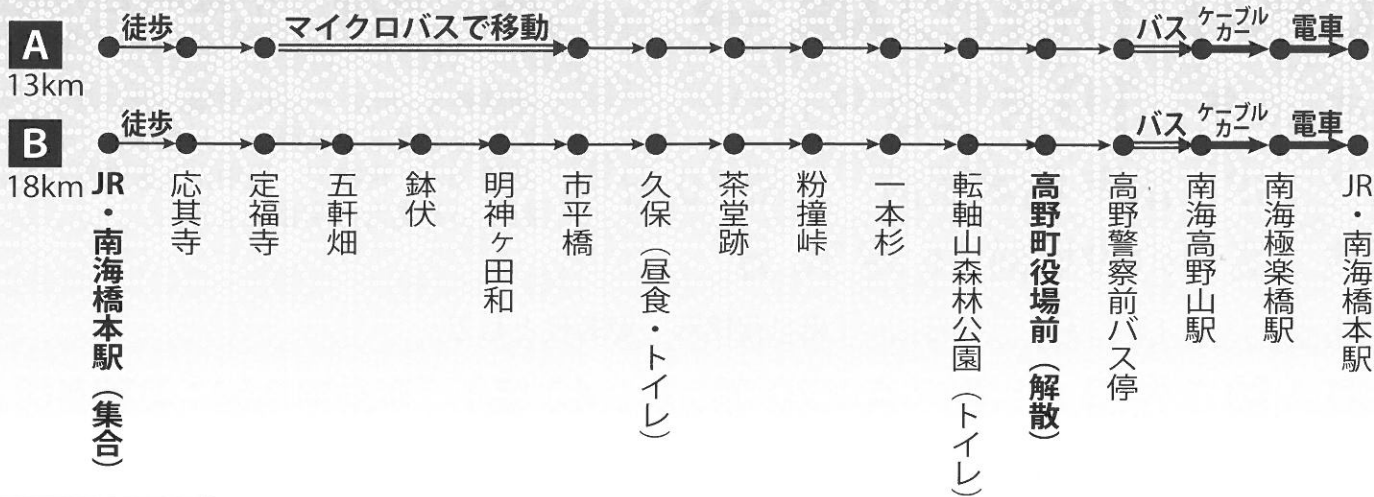 A
13km
徒歩
マイクロバスで移動
バス
ケーブル
カー
電車
B
18km
徒歩
バス
ケーブル
カー
電車
JR・南海橋本駅（集合）
応其寺
定福寺
五軒畑
鉢伏
明神ヶ田和
市平橋
久保（昼食・トイレ）
茶堂跡
粉撞峠
一本杉
転軸山森林公園（トイレ）
高野町役場前（解散）
高野警察前バス停
南海高野山駅
南海極楽橋駅
JR・南海橋本駅